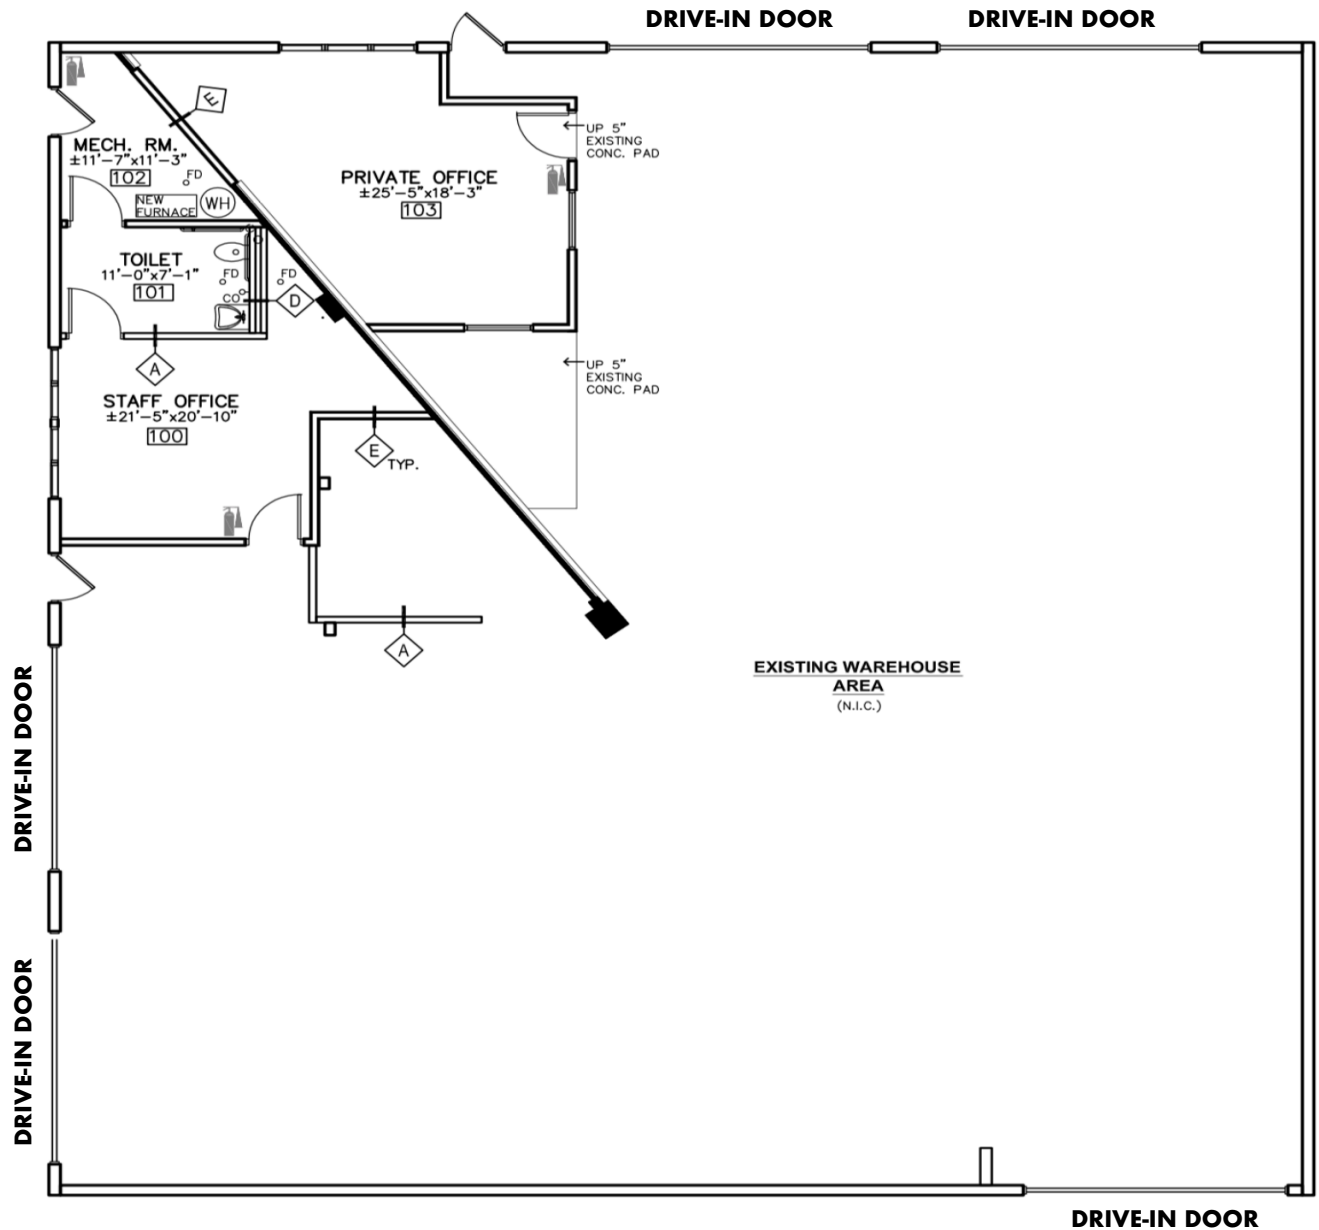 DRIVE-IN DOOR
DRIVE-IN DOOR
E
UP 5"
EXISTING
CONC. PAD
MECH. RM.
±11'-7"x11'-3"
102
FD
NEW
FURNACE
WH
PRIVATE OFFICE
±25'-5"x18'-3"
103
TOILET
11'-0"x7'-1"
101
FD
CO
FD
D
A
UP 5"
EXISTING
CONC. PAD
STAFF OFFICE
±21'-5"x20'-10"
100
E
TYP.
A
EXISTING WAREHOUSE
AREA
(N.I.C.)
DRIVE-IN DOOR
DRIVE-IN DOOR
DRIVE-IN DOOR